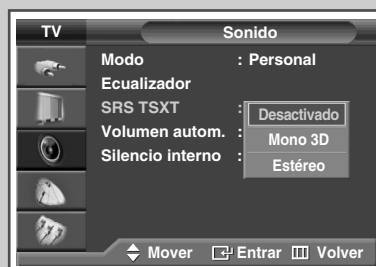 TV
Sonido
Modo : Personal
Ecualizador
SRS TSXT : Desactivado
Mono 3D
Volumen autom. :
Estéreo
Silencio interno :
Mover Entrar Volver